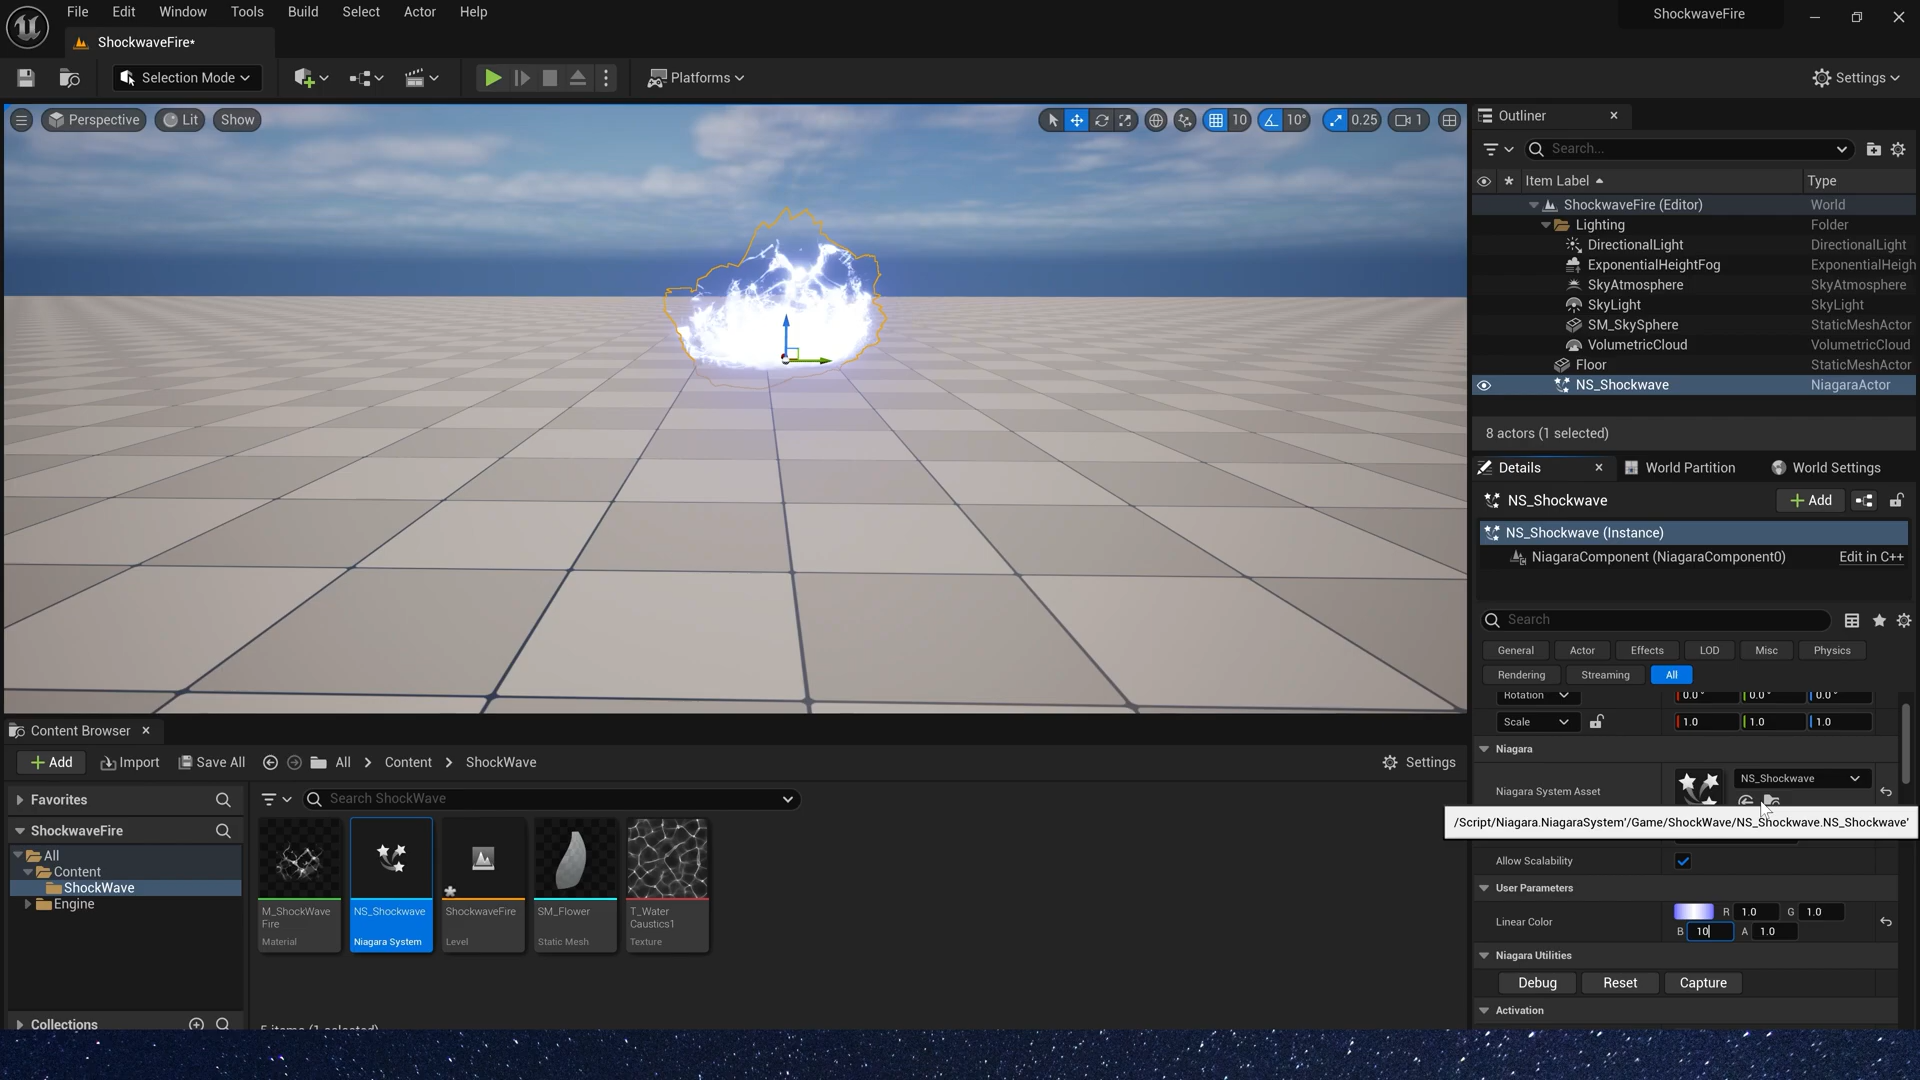 File Edit Window Tools Build Select Actor Help
ShockwaveFire
ShockwaveFire*
Selection Mode
Platforms
Settings
Perspective Lit Show
10 10° 0.25 1
Outliner
Search...
Item Label Type
ShockwaveFire (Editor) World
Lighting Folder
DirectionalLight DirectionalLight
ExponentialHeightFog ExponentialHeigh
SkyAtmosphere SkyAtmosphere
SkyLight SkyLight
SM_SkySphere StaticMeshActor
VolumetricCloud VolumetricCloud
Floor StaticMeshActor
NS_Shockwave NiagaraActor
8 actors (1 selected)
Details World Partition World Settings
NS_Shockwave Add
NS_Shockwave (Instance)
NiagaraComponent (NiagaraComponent0) Edit in C++
Search
General Actor Effects LOD Misc Physics
Rendering Streaming All
Rotation 0.0° 0.0° 0.0°
Scale 1.0 1.0 1.0
Niagara
Niagara System Asset NS_Shockwave
/Script/Niagara.NiagaraSystem'/Game/ShockWave/NS_Shockwave.NS_Shockwave'
Allow Scalability
User Parameters
Linear Color R 1.0 G 1.0
B 10 A 1.0
Niagara Utilities
Debug Reset Capture
Activation
Content Browser
Add Import Save All All Content ShockWave Settings
Favorites
Search ShockWave
ShockwaveFire
All
Content
ShockWave
Engine
Collections
M_ShockWave
Fire
Material
NS_Shockwave
Niagara System
ShockwaveFire
Level
SM_Flower
Static Mesh
T_Water
Caustics1
Texture
5 items (1 selected)